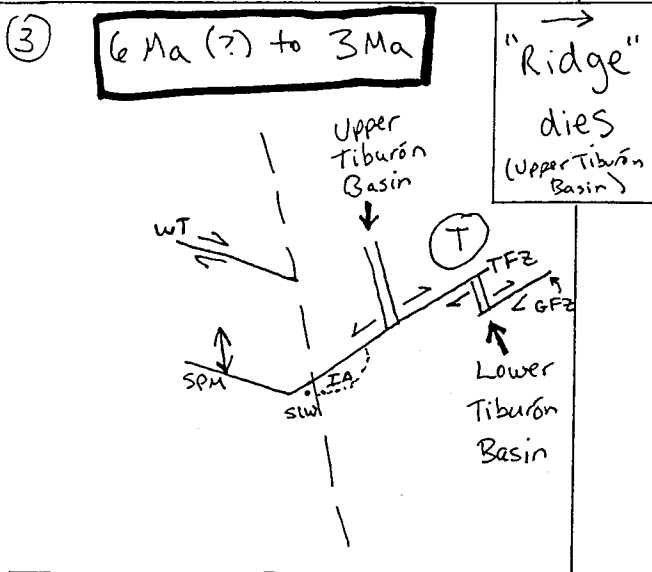 ③
6 Ma (?) to 3 Ma
→
"Ridge"
dies
(Upper Tiburón
Basin)
Upper
Tiburón
Basin
WT
T
TFZ
GFZ
SPM
IA
SIW
Lower
Tiburón
Basin